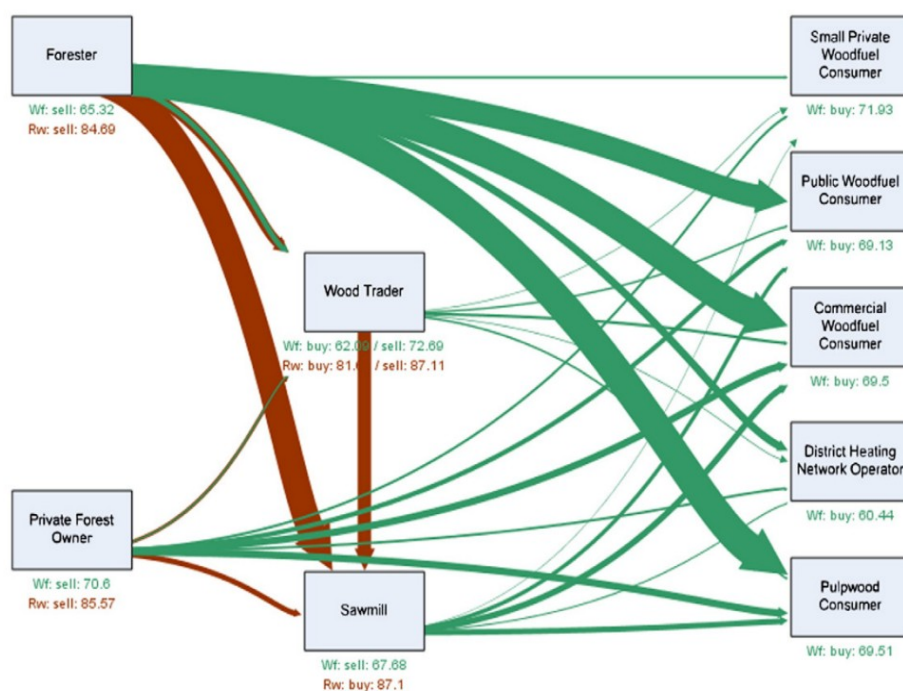 Forester
Wf: sell: 65.32
Rw: sell: 84.69
Small Private
Woodfuel
Consumer
Wf: buy: 71.93
Public Woodfuel
Consumer
Wf: buy: 69.13
Wood Trader
Wf: buy: 62.09 / sell: 72.69
Rw: buy: 81. / sell: 87.11
Commercial
Woodfuel
Consumer
Wf: buy: 69.5
District Heating
Network Operator
Wf: buy: 60.44
Private Forest
Owner
Wf: sell: 70.6
Rw: sell: 85.57
Sawmill
Wf: sell: 67.68
Rw: buy: 87.1
Pulpwood
Consumer
Wf: buy: 69.51